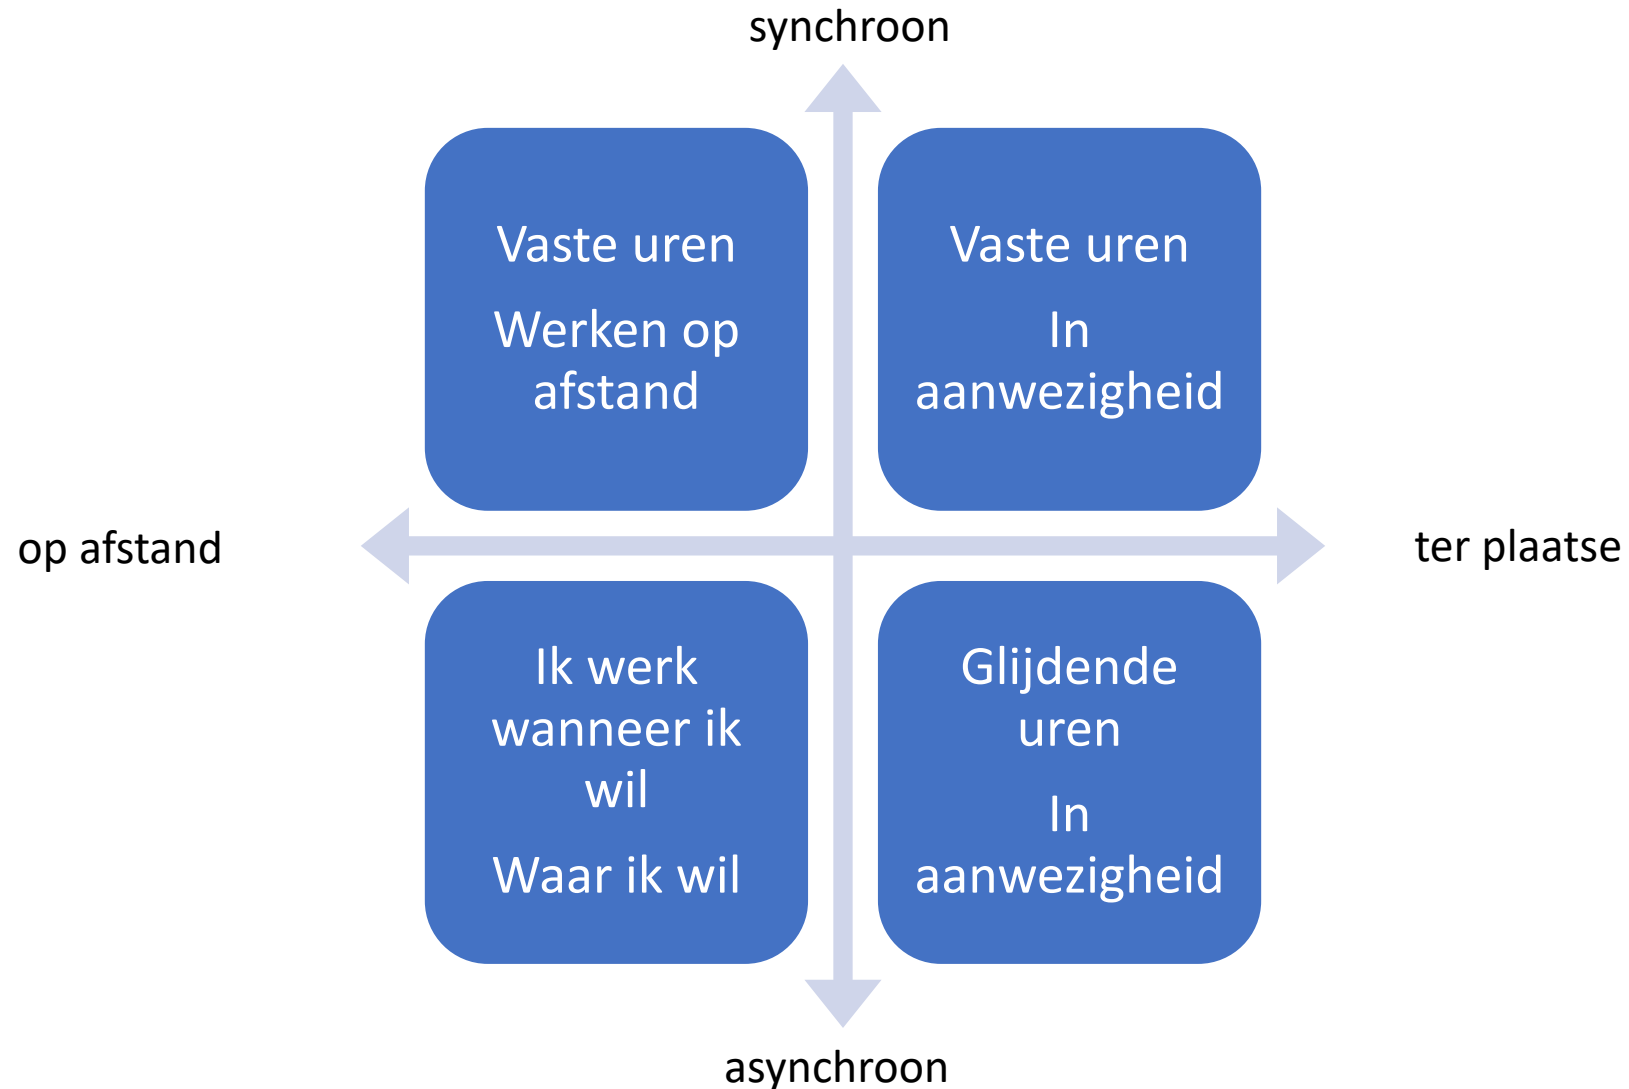 synchroon
Vaste uren
Werken op
afstand
Vaste uren
In
aanwezigheid
op afstand
ter plaatse
Ik werk
wanneer ik
wil
Waar ik wil
Glijdende
uren
In
aanwezigheid
asynchroon